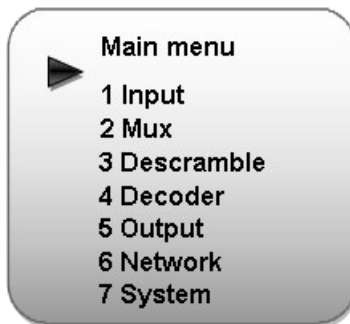 Main menu
1 Input
2 Mux
3 Descramble
4 Decoder
5 Output
6 Network
7 System